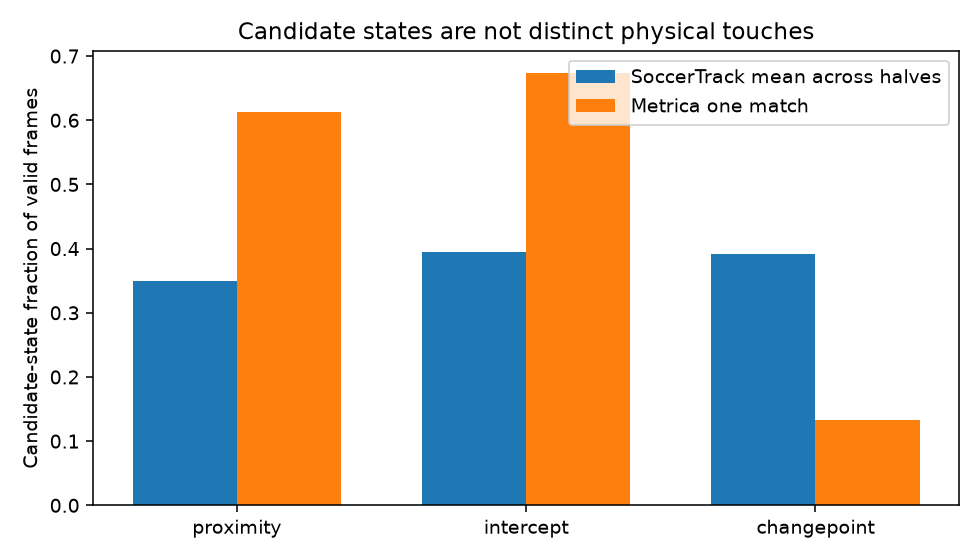 Candidate states are not distinct physical touches
SoccerTrack mean across halves
Metrica one match
Candidate-state fraction of valid frames
0.7
0.6
0.5
0.4
0.3
0.2
0.1
0.0
proximity
intercept
changepoint